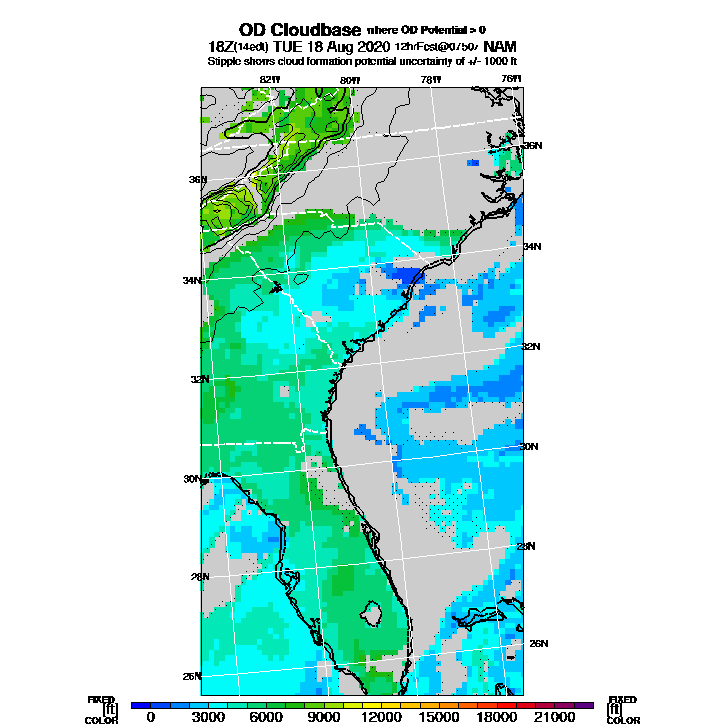 OD Cloudbase where OD Potential > 0
18Z(14edt) TUE 18 Aug 2020 12hrFcst@0750z NAM
Stipple shows cloud formation potential uncertainty of +/- 1000 ft
82W 80W 78W 76W
36N
36N
34N
34N
32N
32N
30N
30N
28N
28N
26N
26N
FIXED FIXED
[ft] [ft]
COLOR COLOR
0 3000 6000 9000 12000 15000 18000 21000